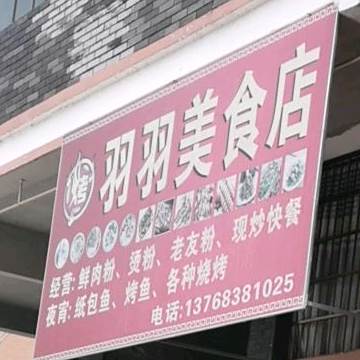 羽羽美食店
经营:鲜肉粉、烫粉、老友粉、现炒快餐
夜宵:纸包鱼、烤鱼、各种烧烤
电话:13768381025